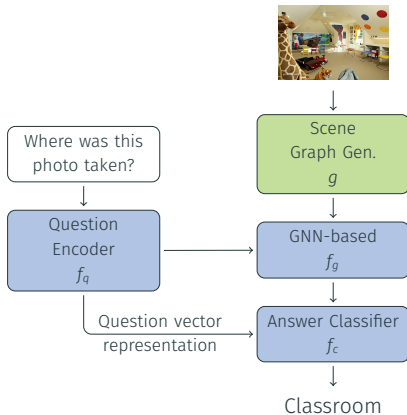 Where was this
photo taken?
Question
Encoder
f_q
Question vector
representation
Scene
Graph Gen.
g
GNN-based
f_g
Answer Classifier
f_c
Classroom